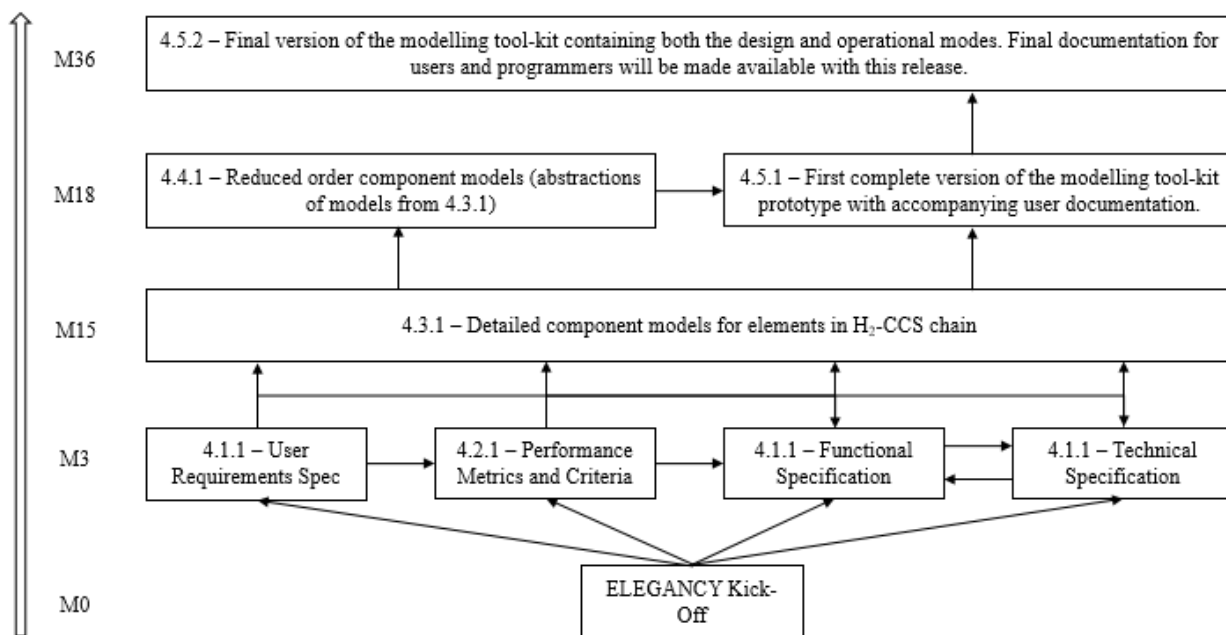 M36
4.5.2 – Final version of the modelling tool-kit containing both the design and operational modes. Final documentation for
users and programmers will be made available with this release.
M18
4.4.1 – Reduced order component models (abstractions
of models from 4.3.1)
4.5.1 – First complete version of the modelling tool-kit
prototype with accompanying user documentation.
M15
4.3.1 – Detailed component models for elements in H₂-CCS chain
M3
4.1.1 – User
Requirements Spec
4.2.1 – Performance
Metrics and Criteria
4.1.1 – Functional
Specification
4.1.1 – Technical
Specification
M0
ELEGANCY Kick-
Off